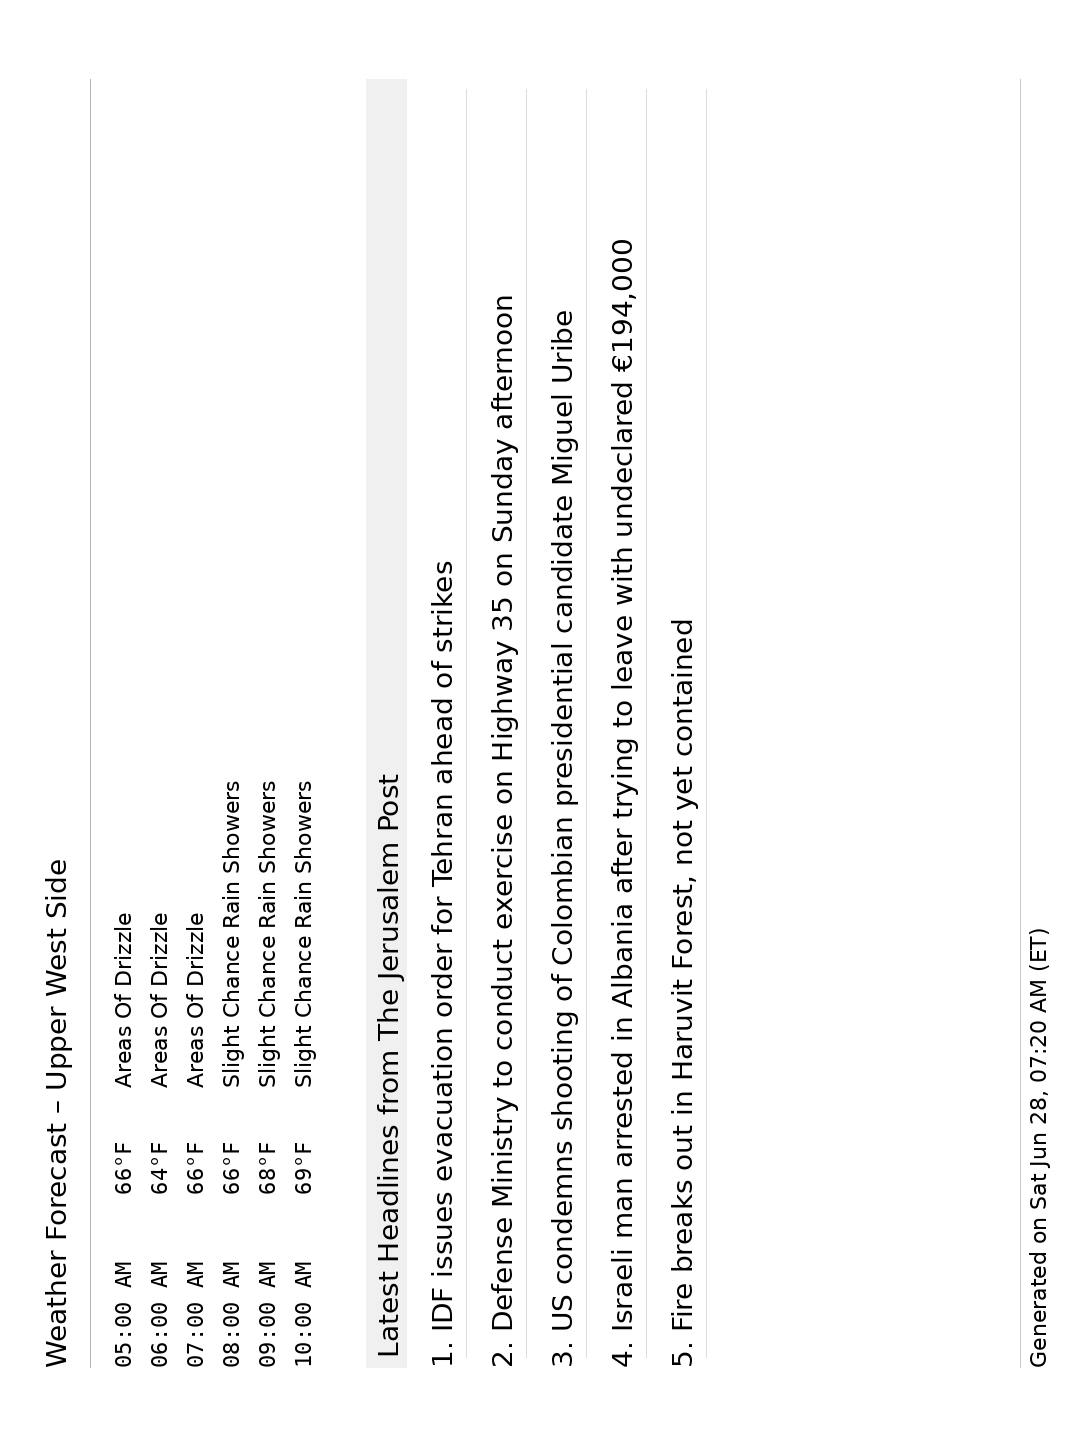 Weather Forecast – Upper West Side
05:00 AM 66°F Areas Of Drizzle
06:00 AM 64°F Areas Of Drizzle
07:00 AM 66°F Areas Of Drizzle
08:00 AM 66°F Slight Chance Rain Showers
09:00 AM 68°F Slight Chance Rain Showers
10:00 AM 69°F Slight Chance Rain Showers
Latest Headlines from The Jerusalem Post
1. IDF issues evacuation order for Tehran ahead of strikes
2. Defense Ministry to conduct exercise on Highway 35 on Sunday afternoon
3. US condemns shooting of Colombian presidential candidate Miguel Uribe
4. Israeli man arrested in Albania after trying to leave with undeclared €194,000
5. Fire breaks out in Haruvit Forest, not yet contained
Generated on Sat Jun 28, 07:20 AM (ET)